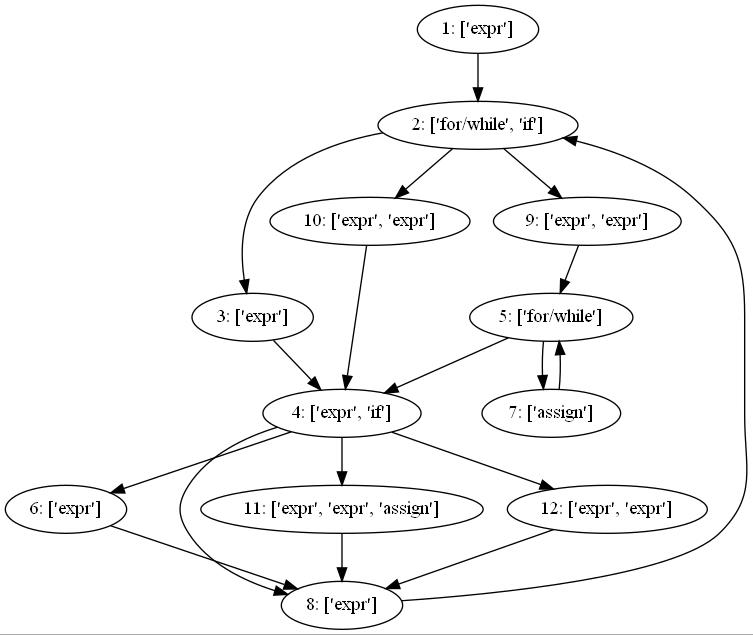 1: ['expr']
2: ['for/while', 'if']
10: ['expr', 'expr']
9: ['expr', 'expr']
3: ['expr']
5: ['for/while']
4: ['expr', 'if']
7: ['assign']
6: ['expr']
11: ['expr', 'expr', 'assign']
12: ['expr', 'expr']
8: ['expr']